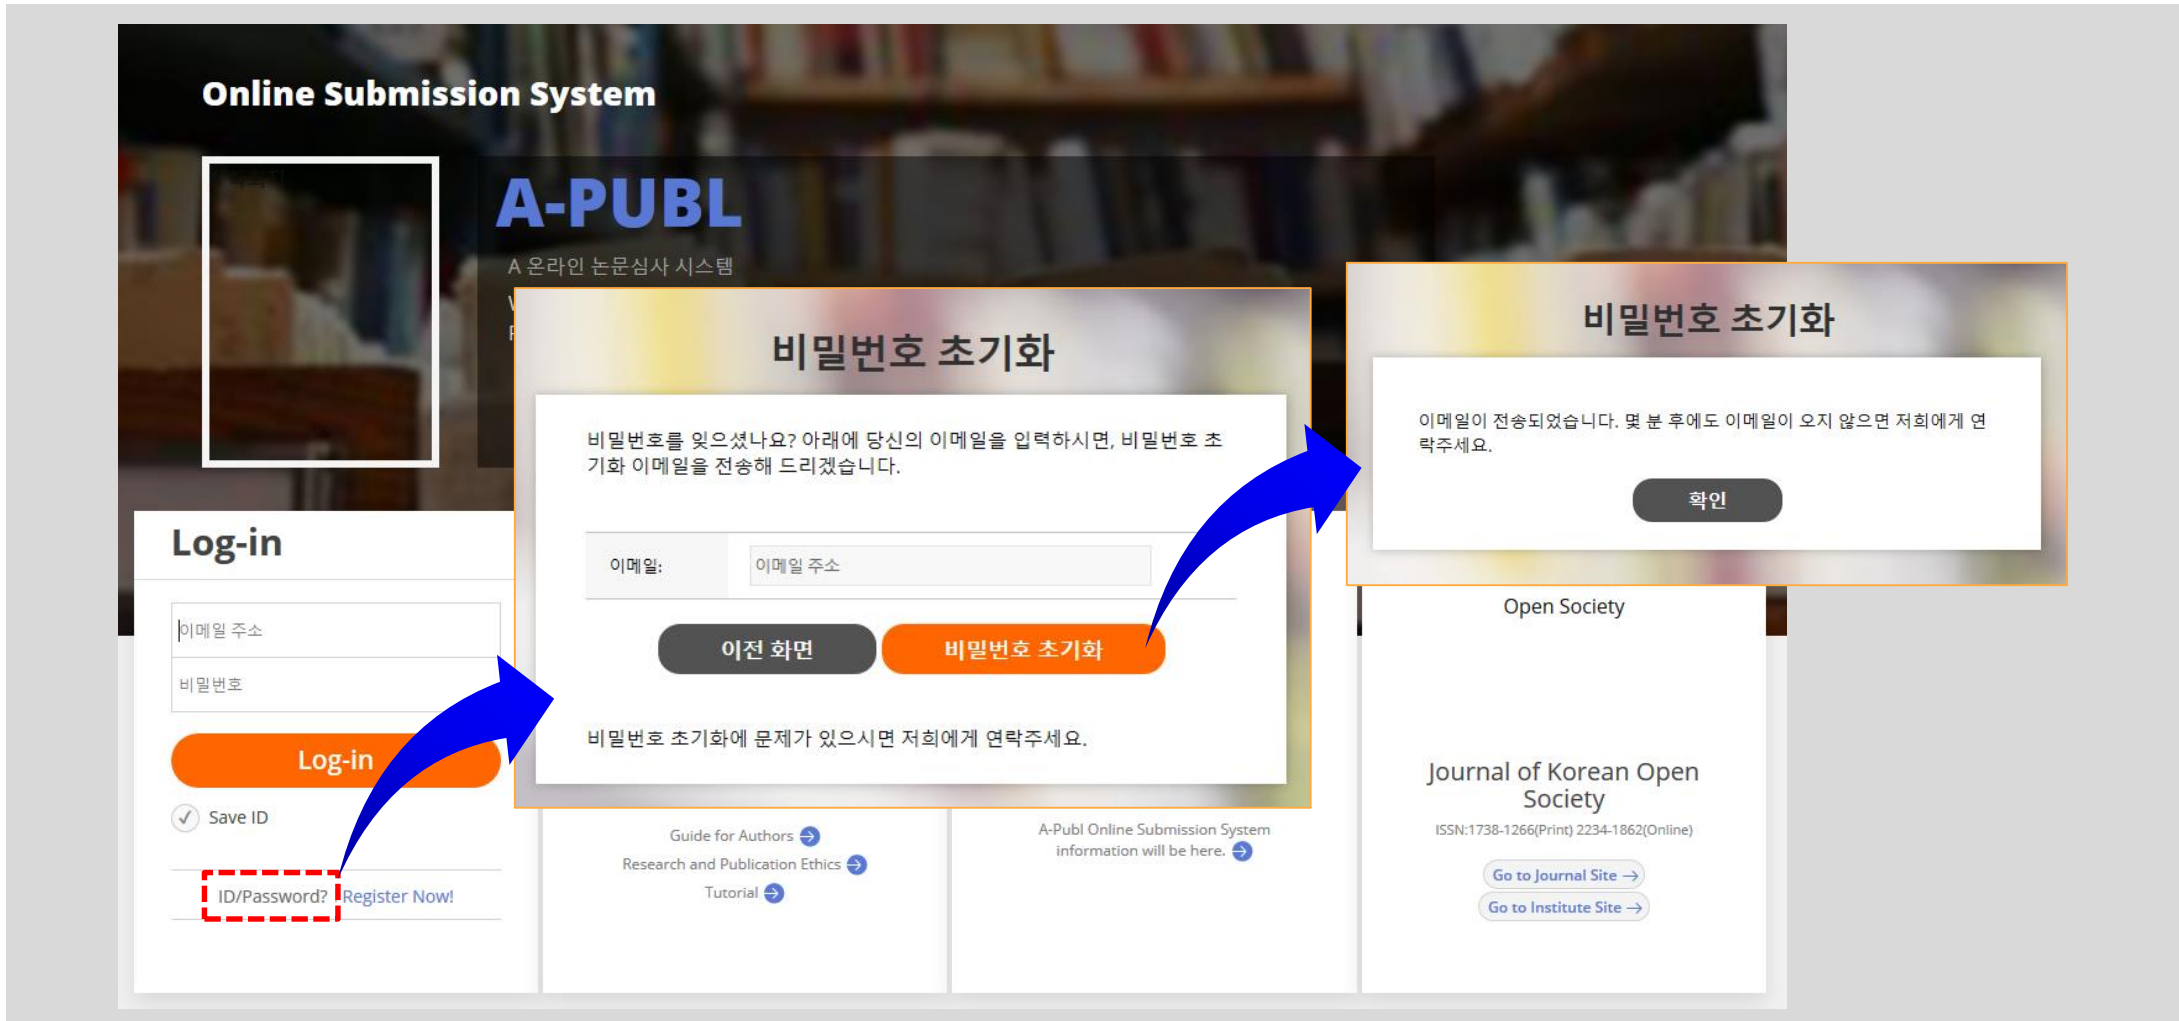 Online Submission System
A-PUBL
A 온라인 논문심사 시스템
Log-in
이메일 주소
비밀번호
Log-in
Save ID
ID/Password? Register Now!
비밀번호 초기화
비밀번호를 잊으셨나요? 아래에 당신의 이메일을 입력하시면, 비밀번호 초
기화 이메일을 전송해 드리겠습니다.
이메일: 이메일 주소
이전 화면 비밀번호 초기화
비밀번호 초기화에 문제가 있으시면 저희에게 연락주세요.
비밀번호 초기화
이메일이 전송되었습니다. 몇 분 후에도 이메일이 오지 않으면 저희에게 연
락주세요.
확인
Guide for Authors
Research and Publication Ethics
Tutorial
A-Publ Online Submission System
information will be here.
Open Society
Journal of Korean Open
Society
ISSN:1738-1266(Print) 2234-1862(Online)
Go to Journal Site
Go to Institute Site